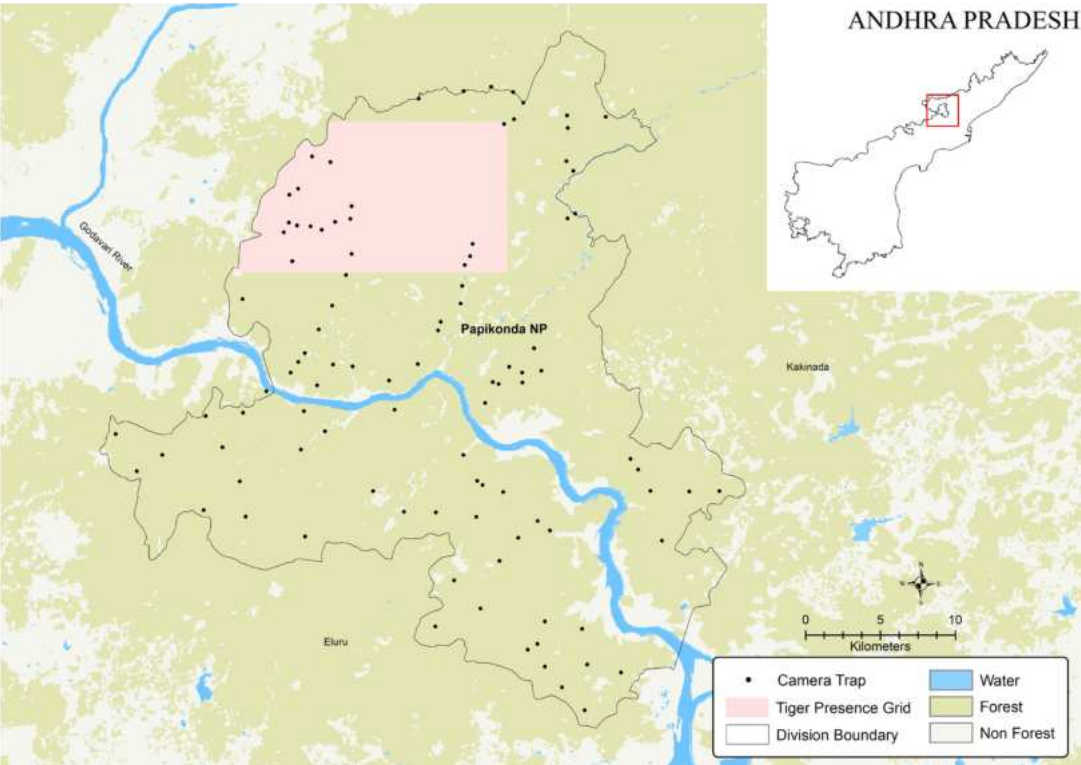 ANDHRA PRADESH
Godavari River
Papikonda NP
Kakinada
Eluru
N
W
E
S
0 5 10
Kilometers
Camera Trap
Tiger Presence Grid
Division Boundary
Water
Forest
Non Forest